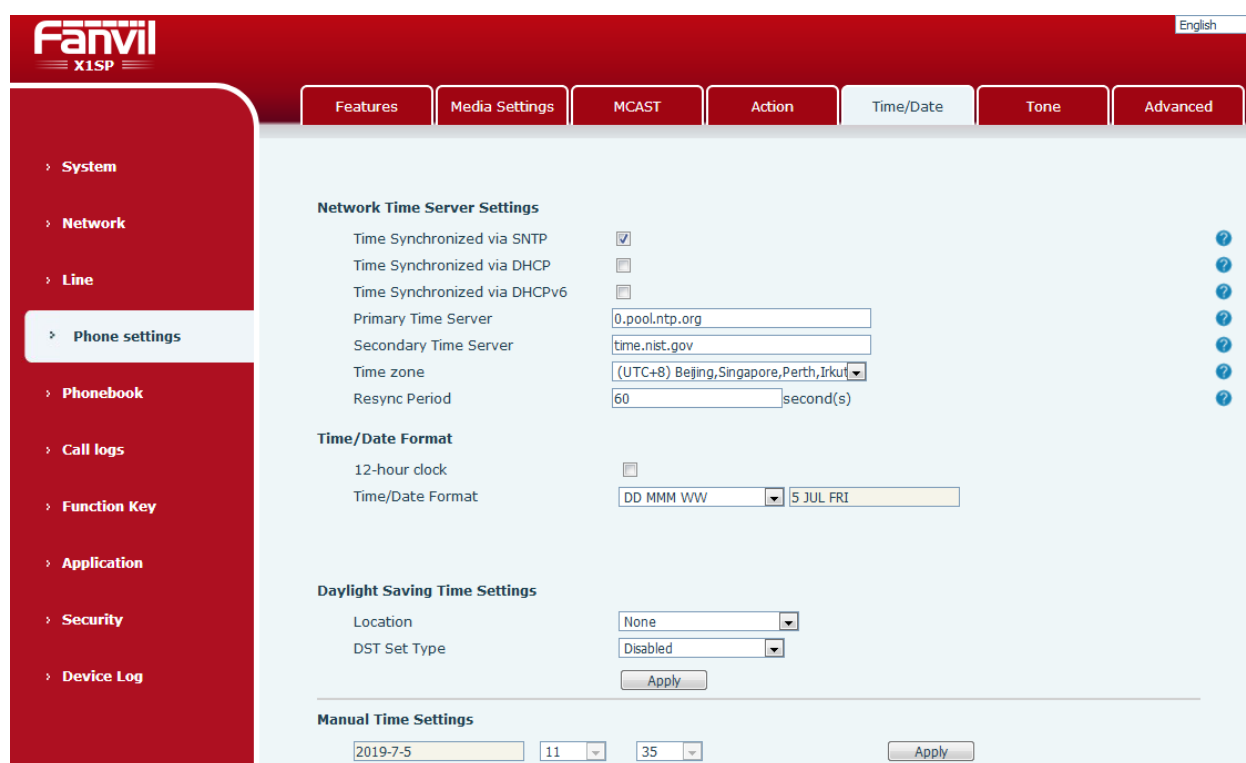 English
Fanvil
X1SP
Features Media Settings MCAST Action Time/Date Tone Advanced
› System
› Network
› Line
› Phone settings
› Phonebook
› Call logs
› Function Key
› Application
› Security
› Device Log
Network Time Server Settings
Time Synchronized via SNTP
Time Synchronized via DHCP
Time Synchronized via DHCPv6
Primary Time Server 0.pool.ntp.org
Secondary Time Server time.nist.gov
Time zone (UTC+8) Beijing,Singapore,Perth,Irkut
Resync Period 60 second(s)
Time/Date Format
12-hour clock
Time/Date Format DD MMM WW 5 JUL FRI
Daylight Saving Time Settings
Location None
DST Set Type Disabled
Apply
Manual Time Settings
2019-7-5 11 35 Apply